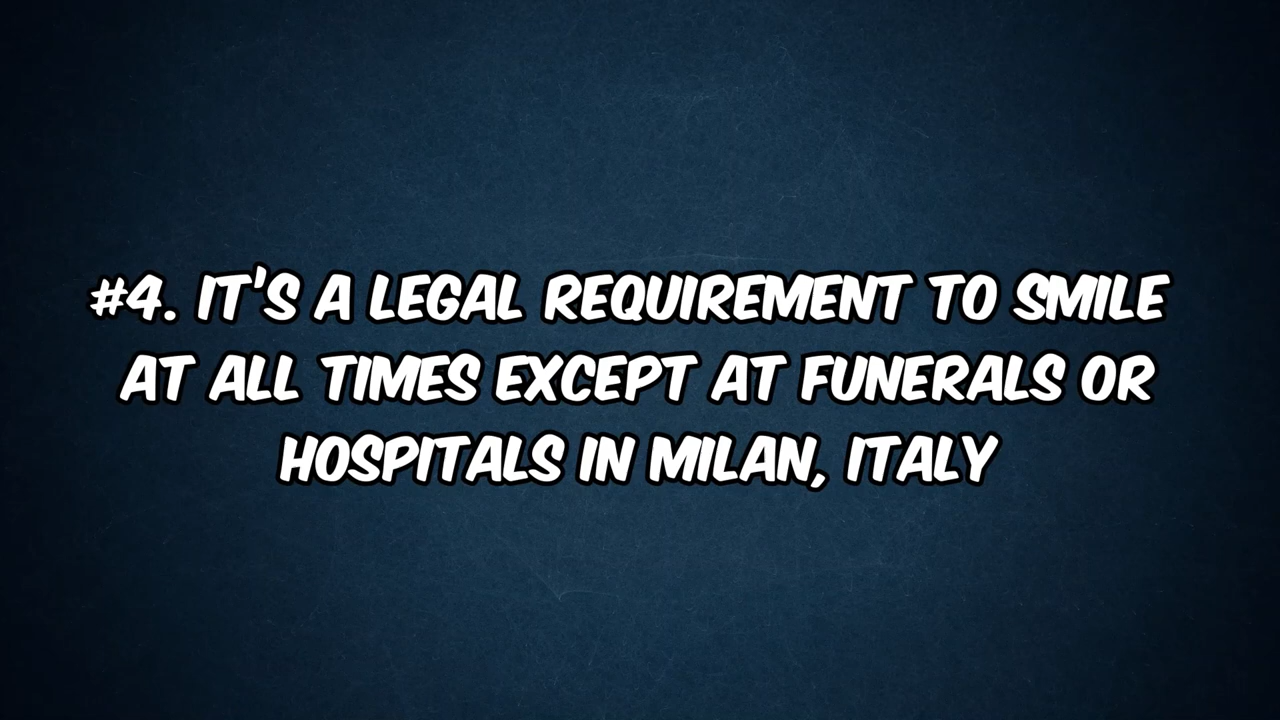 #4. IT'S A LEGAL REQUIREMENT TO SMILE
AT ALL TIMES EXCEPT AT FUNERALS OR
HOSPITALS IN MILAN, ITALY